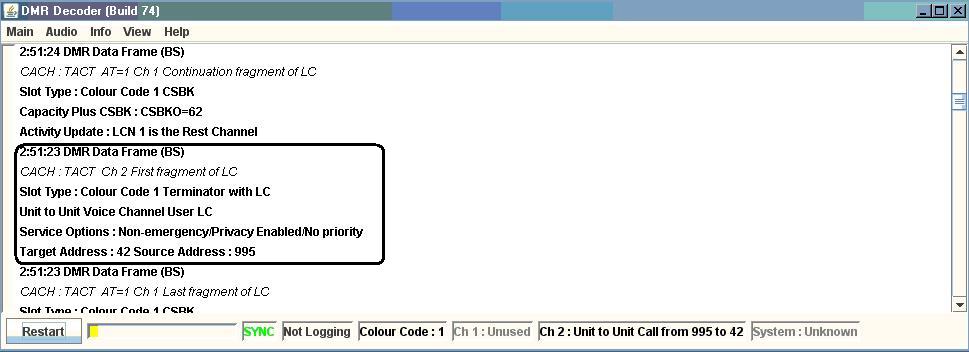 DMR Decoder (Build 74)
Main Audio Info View Help
2:51:24 DMR Data Frame (BS)
CACH : TACT AT=1 Ch 1 Continuation fragment of LC
Slot Type : Colour Code 1 CSBK
Capacity Plus CSBK : CSBKO=62
Activity Update : LCN 1 is the Rest Channel
2:51:23 DMR Data Frame (BS)
CACH : TACT Ch 2 First fragment of LC
Slot Type : Colour Code 1 Terminator with LC
Unit to Unit Voice Channel User LC
Service Options : Non-emergency/Privacy Enabled/No priority
Target Address : 42 Source Address : 995
2:51:23 DMR Data Frame (BS)
CACH : TACT AT=1 Ch 1 Last fragment of LC
Slot Type : Colour Code 1 CSBK
Restart SYNC Not Logging Colour Code : 1 Ch 1 : Unused Ch 2 : Unit to Unit Call from 995 to 42 System : Unknown